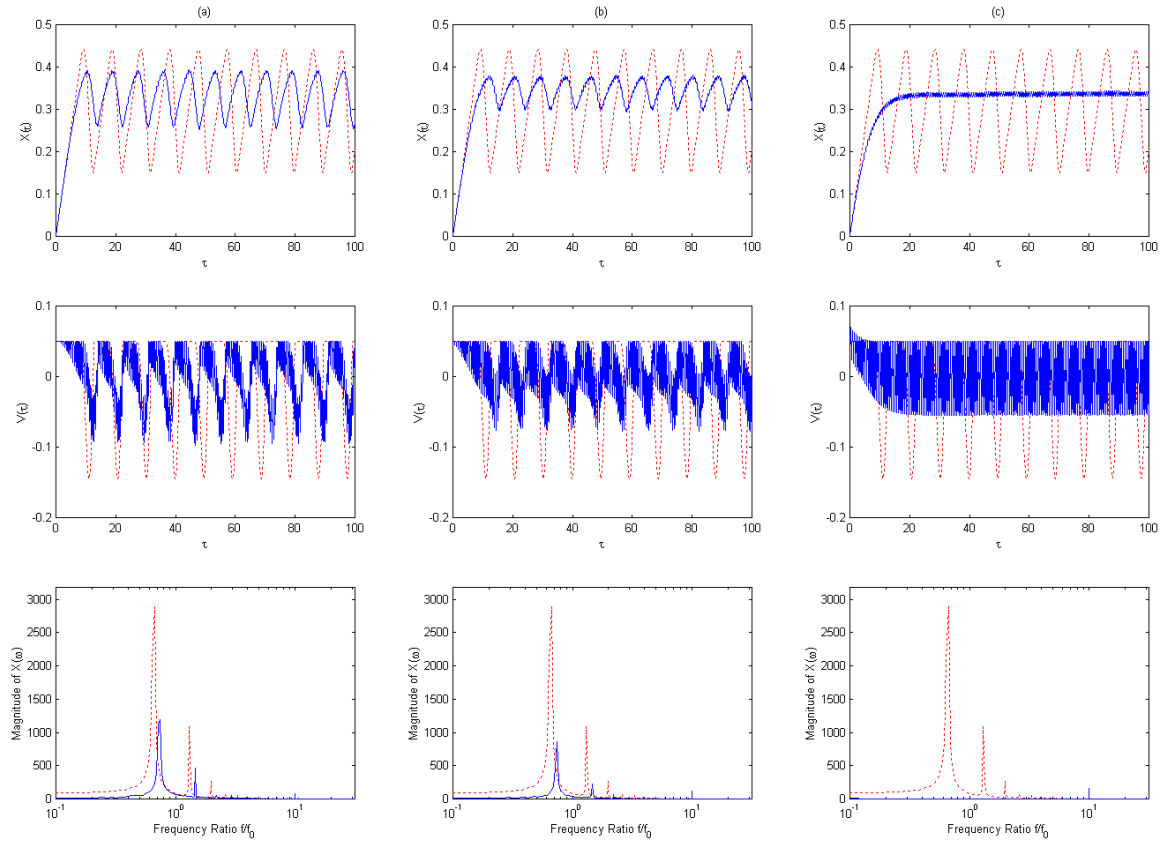 (a)
0.5
0.4
0.3
0.2
0.1
0
X(τ)
0 20 40 60 80 100
τ
(b)
0.5
0.4
0.3
0.2
0.1
0
X(τ)
0 20 40 60 80 100
τ
(c)
0.5
0.4
0.3
0.2
0.1
0
X(τ)
0 20 40 60 80 100
τ
0.1
0
-0.1
-0.2
V(τ)
0 20 40 60 80 100
τ
0.1
0
-0.1
-0.2
V(τ)
0 20 40 60 80 100
τ
0.1
0
-0.1
-0.2
V(τ)
0 20 40 60 80 100
τ
3000
2500
2000
1500
1000
500
0
Magnitude of X(ω)
10⁻¹ 10⁰ 10¹
Frequency Ratio f/f₀
3000
2500
2000
1500
1000
500
0
Magnitude of X(ω)
10⁻¹ 10⁰ 10¹
Frequency Ratio f/f₀
3000
2500
2000
1500
1000
500
0
Magnitude of X(ω)
10⁻¹ 10⁰ 10¹
Frequency Ratio f/f₀